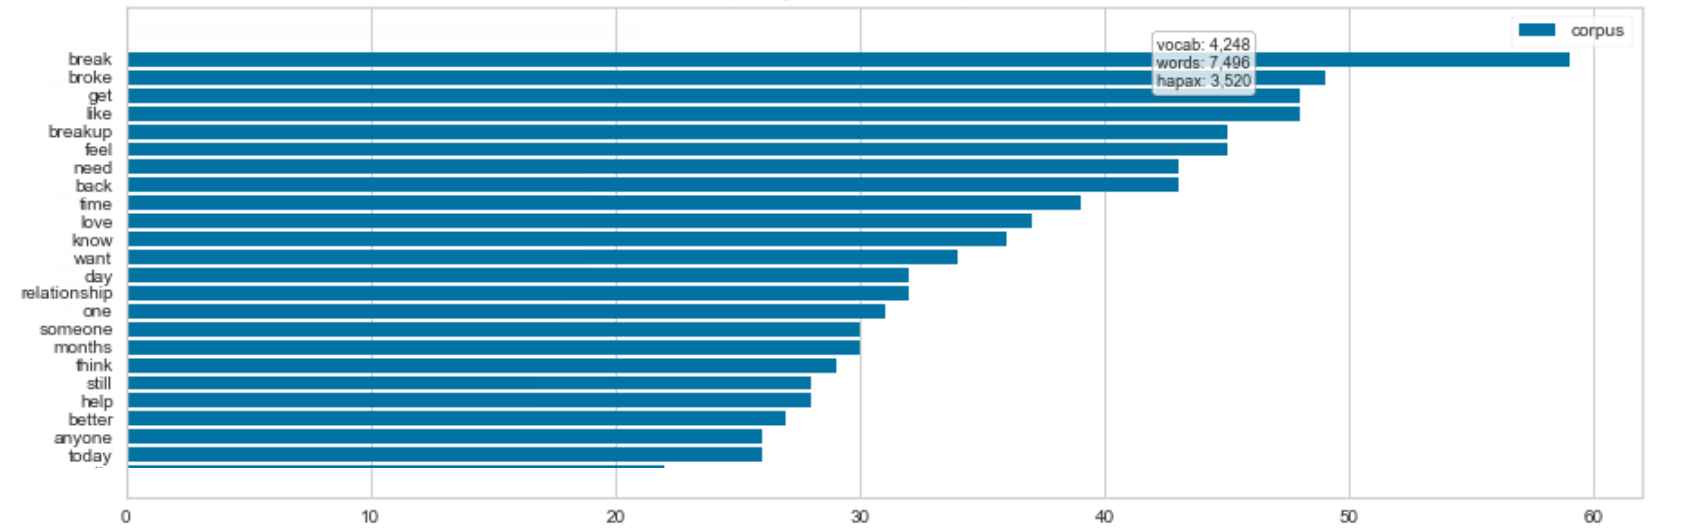 corpus
vocab: 4,248
words: 7,496
hapax: 3,520
break
broke
get
like
breakup
feel
need
back
time
love
know
want
day
relationship
one
someone
months
think
still
help
better
anyone
today
0 10 20 30 40 50 60